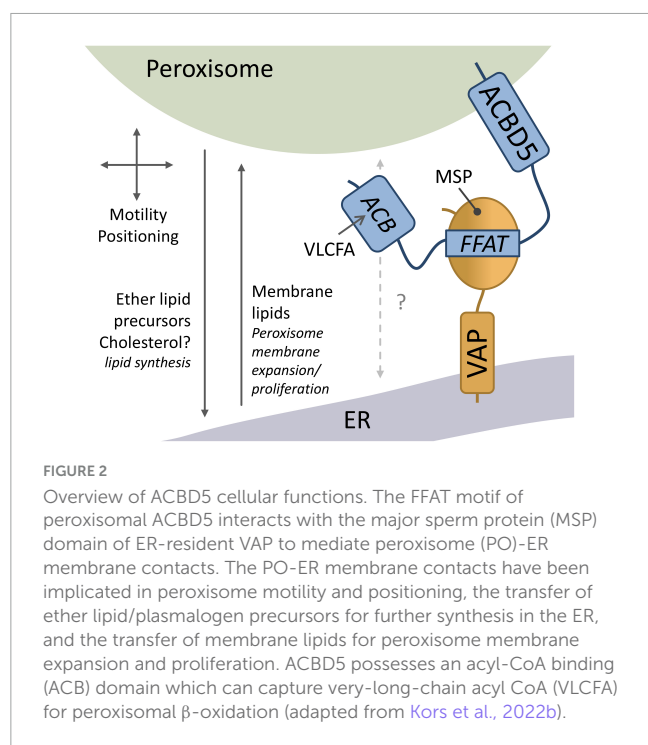 Peroxisome
ACBD5
MSP
Motility
Positioning
ACB
VLCFA
FFAT
Ether lipid
precursors
Cholesterol?
lipid synthesis
Membrane
lipids
Peroxisome
membrane
expansion/
proliferation
?
VAP
ER
FIGURE 2
Overview of ACBD5 cellular functions. The FFAT motif of
peroxisomal ACBD5 interacts with the major sperm protein (MSP)
domain of ER-resident VAP to mediate peroxisome (PO)-ER
membrane contacts. The PO-ER membrane contacts have been
implicated in peroxisome motility and positioning, the transfer of
ether lipid/plasmalogen precursors for further synthesis in the ER,
and the transfer of membrane lipids for peroxisome membrane
expansion and proliferation. ACBD5 possesses an acyl-CoA binding
(ACB) domain which can capture very-long-chain acyl CoA (VLCFA)
for peroxisomal β-oxidation (adapted from Kors et al., 2022b).